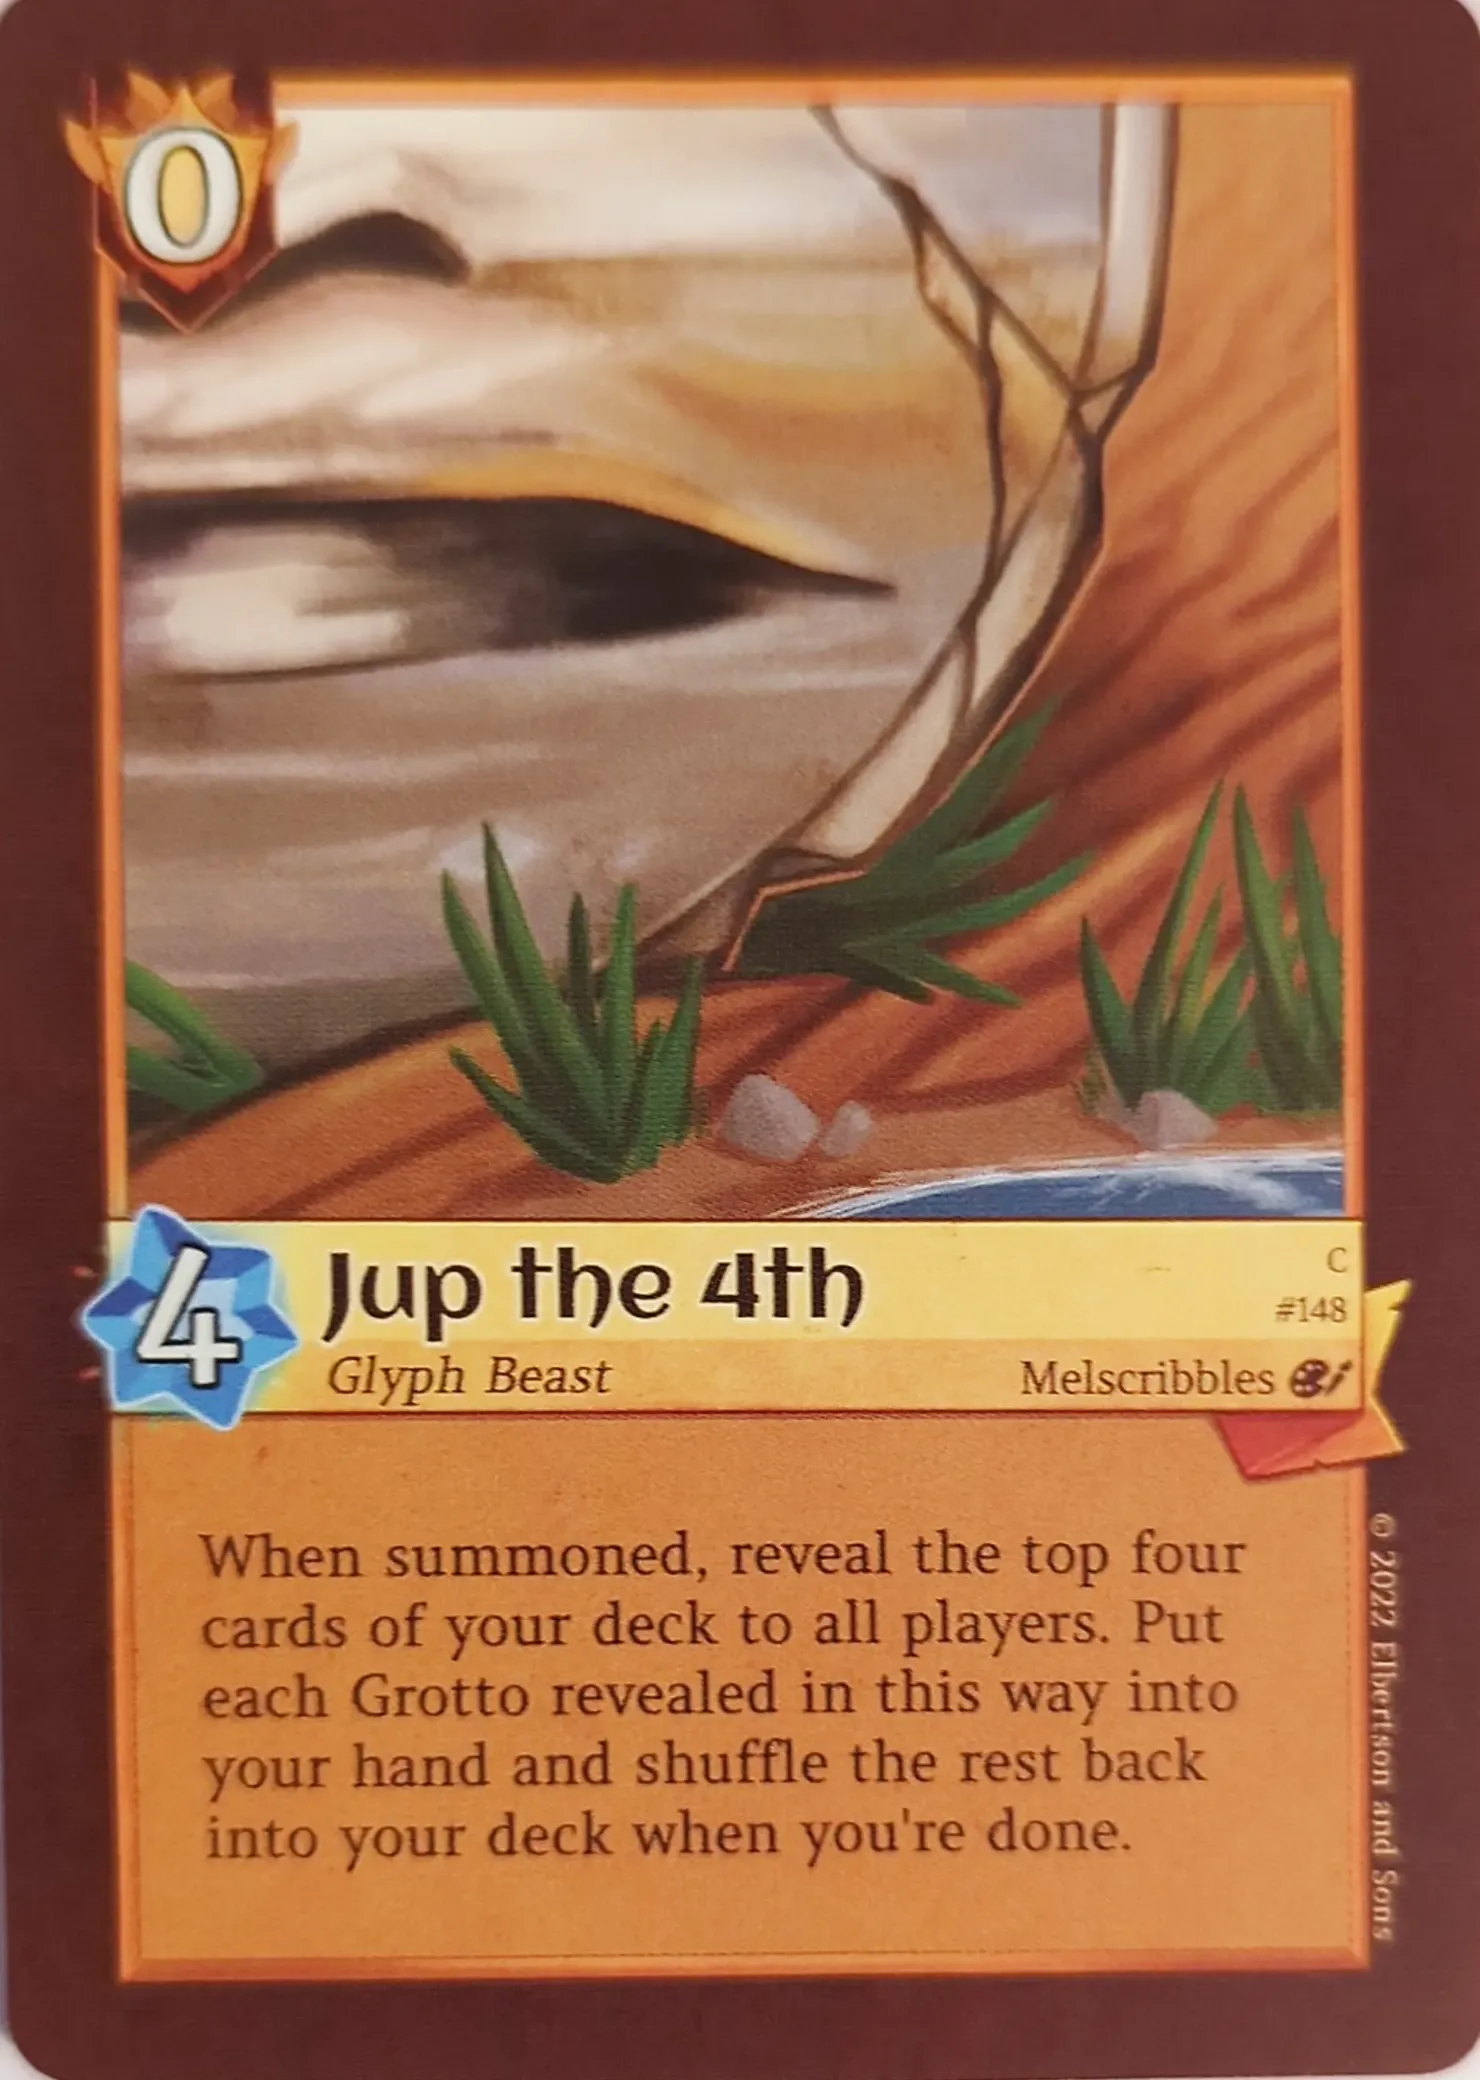 0
4
Jup the 4th
C
#148
Glyph Beast
Melscribbles
When summoned, reveal the top four
cards of your deck to all players. Put
each Grotto revealed in this way into
your hand and shuffle the rest back
into your deck when you're done.
© 2022 Elbertson and Sons